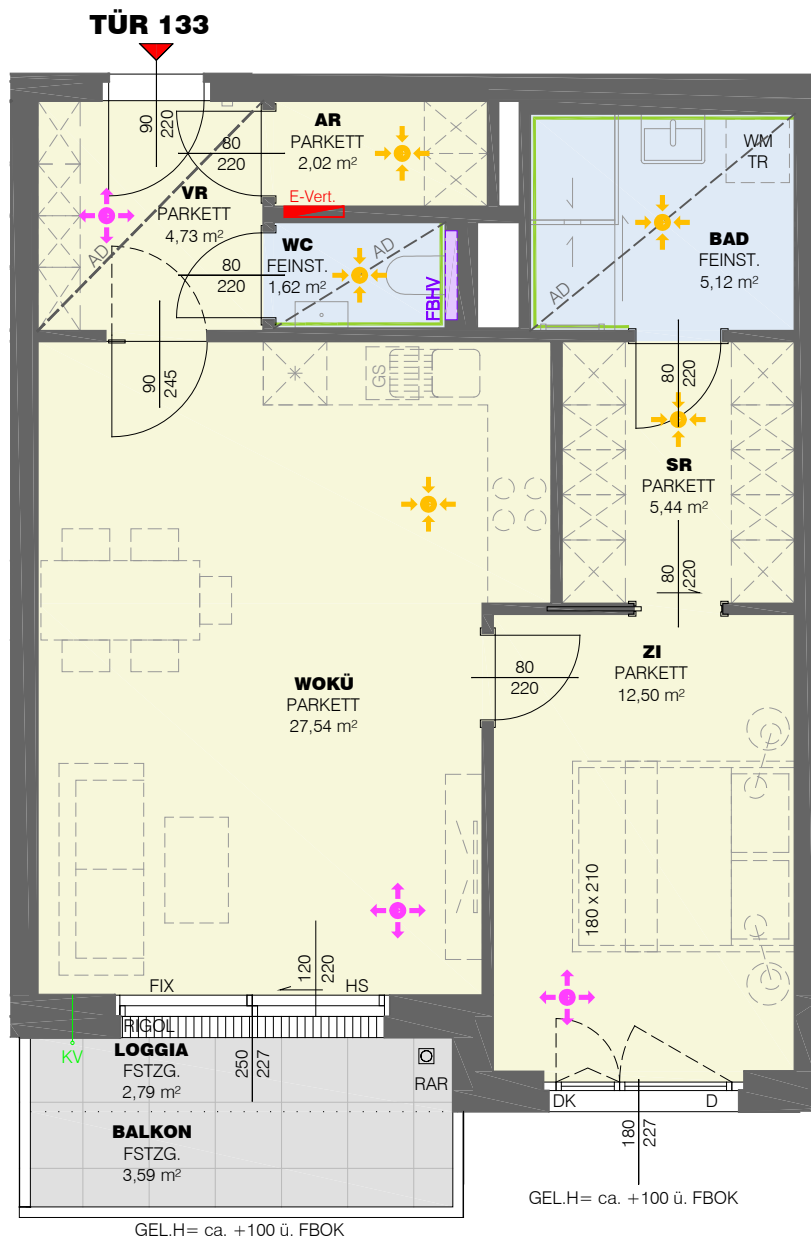 TÜR 133
90
220
AR
PARKETT
2,02 m²
80
220
E-Vert.
VR
PARKETT
4,73 m²
AD
WC
FEINST.
1,62 m²
AD
80
220
FBHV
WM
TR
BAD
FEINST.
5,12 m²
AD
90
245
GS
80
220
SR
PARKETT
5,44 m²
80
220
ZI
PARKETT
12,50 m²
80
220
WOKÜ
PARKETT
27,54 m²
180 x 210
120
220
FIX
HS
RIGOL
KV
LOGGIA
FSTZG.
2,79 m²
250
227
RAR
BALKON
FSTZG.
3,59 m²
DK
D
180
227
GEL.H= ca. +100 ü. FBOK
GEL.H= ca. +100 ü. FBOK